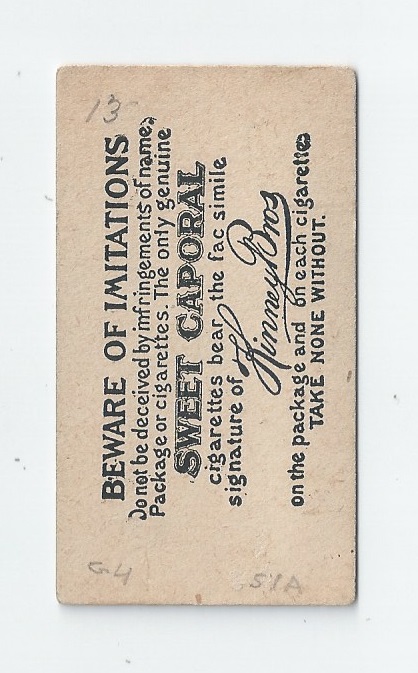 13
BEWARE OF IMITATIONS
Do not be deceived by infringements of name,
Package or cigarettes. The only genuine
SWEET CAPORAL
cigarettes bear the fac simile
signature of Kinney Bros
on the package and on each cigarette,
TAKE NONE WITHOUT.
G4
51A